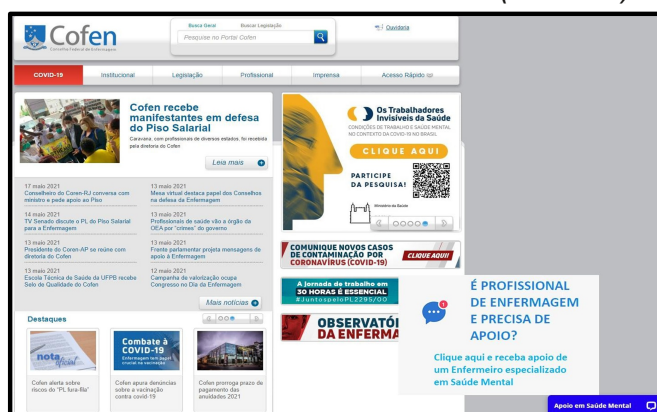 Cofen
Conselho Federal de Enfermagem
Busca Geral
Buscar Legislação
Pesquise no Portal Cofen
Ouvidoria
COVID-19
Institucional
Legislação
Profissional
Imprensa
Acesso Rápido
Cofen recebe
manifestantes em defesa
do Piso Salarial
Caravana, com profissionais de diversos estados, foi recebida
pela diretoria do Cofen
Leia mais
17 maio 2021
Conselheiro do Coren-RJ conversa com
ministro e pede apoio ao Piso
13 maio 2021
Mesa virtual destaca papel dos Conselhos
na defesa da Enfermagem
14 maio 2021
TV Senado discute o PL do Piso Salarial
para a Enfermagem
13 maio 2021
Profissionais de saúde vão a órgão da
OEA por "crimes" do governo
13 maio 2021
Presidente do Coren-AP se reúne com
diretoria do Cofen
13 maio 2021
Frente parlamentar projeta mensagens de
apoio à Enfermagem
13 maio 2021
Escola Técnica de Saúde da UFPB recebe
Selo de Qualidade do Cofen
12 maio 2021
Campanha de valorização ocupa
Congresso no Dia da Enfermagem
Mais notícias
Destaques
nota
oficial
Cofen alerta sobre
riscos do "PL fura-fila"
Combate à
COVID-19
Enfermagem tem papel
crucial na vacinação
Cofen apura denúncias
sobre a vacinação
contra covid-19
Cofen prorroga prazo de
pagamento das
anuidades 2021
Os Trabalhadores
Invisíveis da Saúde
CONDIÇÕES DE TRABALHO E SAÚDE MENTAL
NO CONTEXTO DA COVID-19 NO BRASIL
CLIQUE AQUI
PARTICIPE
DA PESQUISA!
Ministério da Saúde
COMUNIQUE NOVOS CASOS
DE CONTAMINAÇÃO POR
CORONAVÍRUS (COVID-19)
CLIQUE AQUI!
A jornada de trabalho em
30 HORAS É ESSENCIAL
#JuntospeloPL2295/00
OBSERVATÓ
DA ENFERMA
É PROFISSIONAL
DE ENFERMAGEM
E PRECISA DE
APOIO?
Clique aqui e receba apoio de
um Enfermeiro especializado
em Saúde Mental
Apoio em Saúde Mental